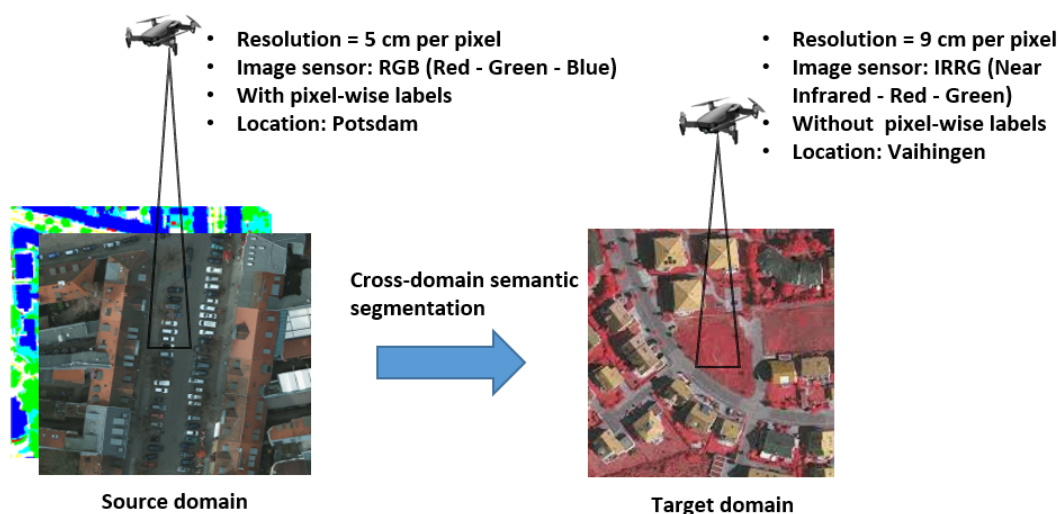 • Resolution = 5 cm per pixel
• Image sensor: RGB (Red - Green - Blue)
• With pixel-wise labels
• Location: Potsdam
• Resolution = 9 cm per pixel
• Image sensor: IRRG (Near
Infrared - Red - Green)
• Without pixel-wise labels
• Location: Vaihingen
Cross-domain semantic
segmentation
Source domain
Target domain